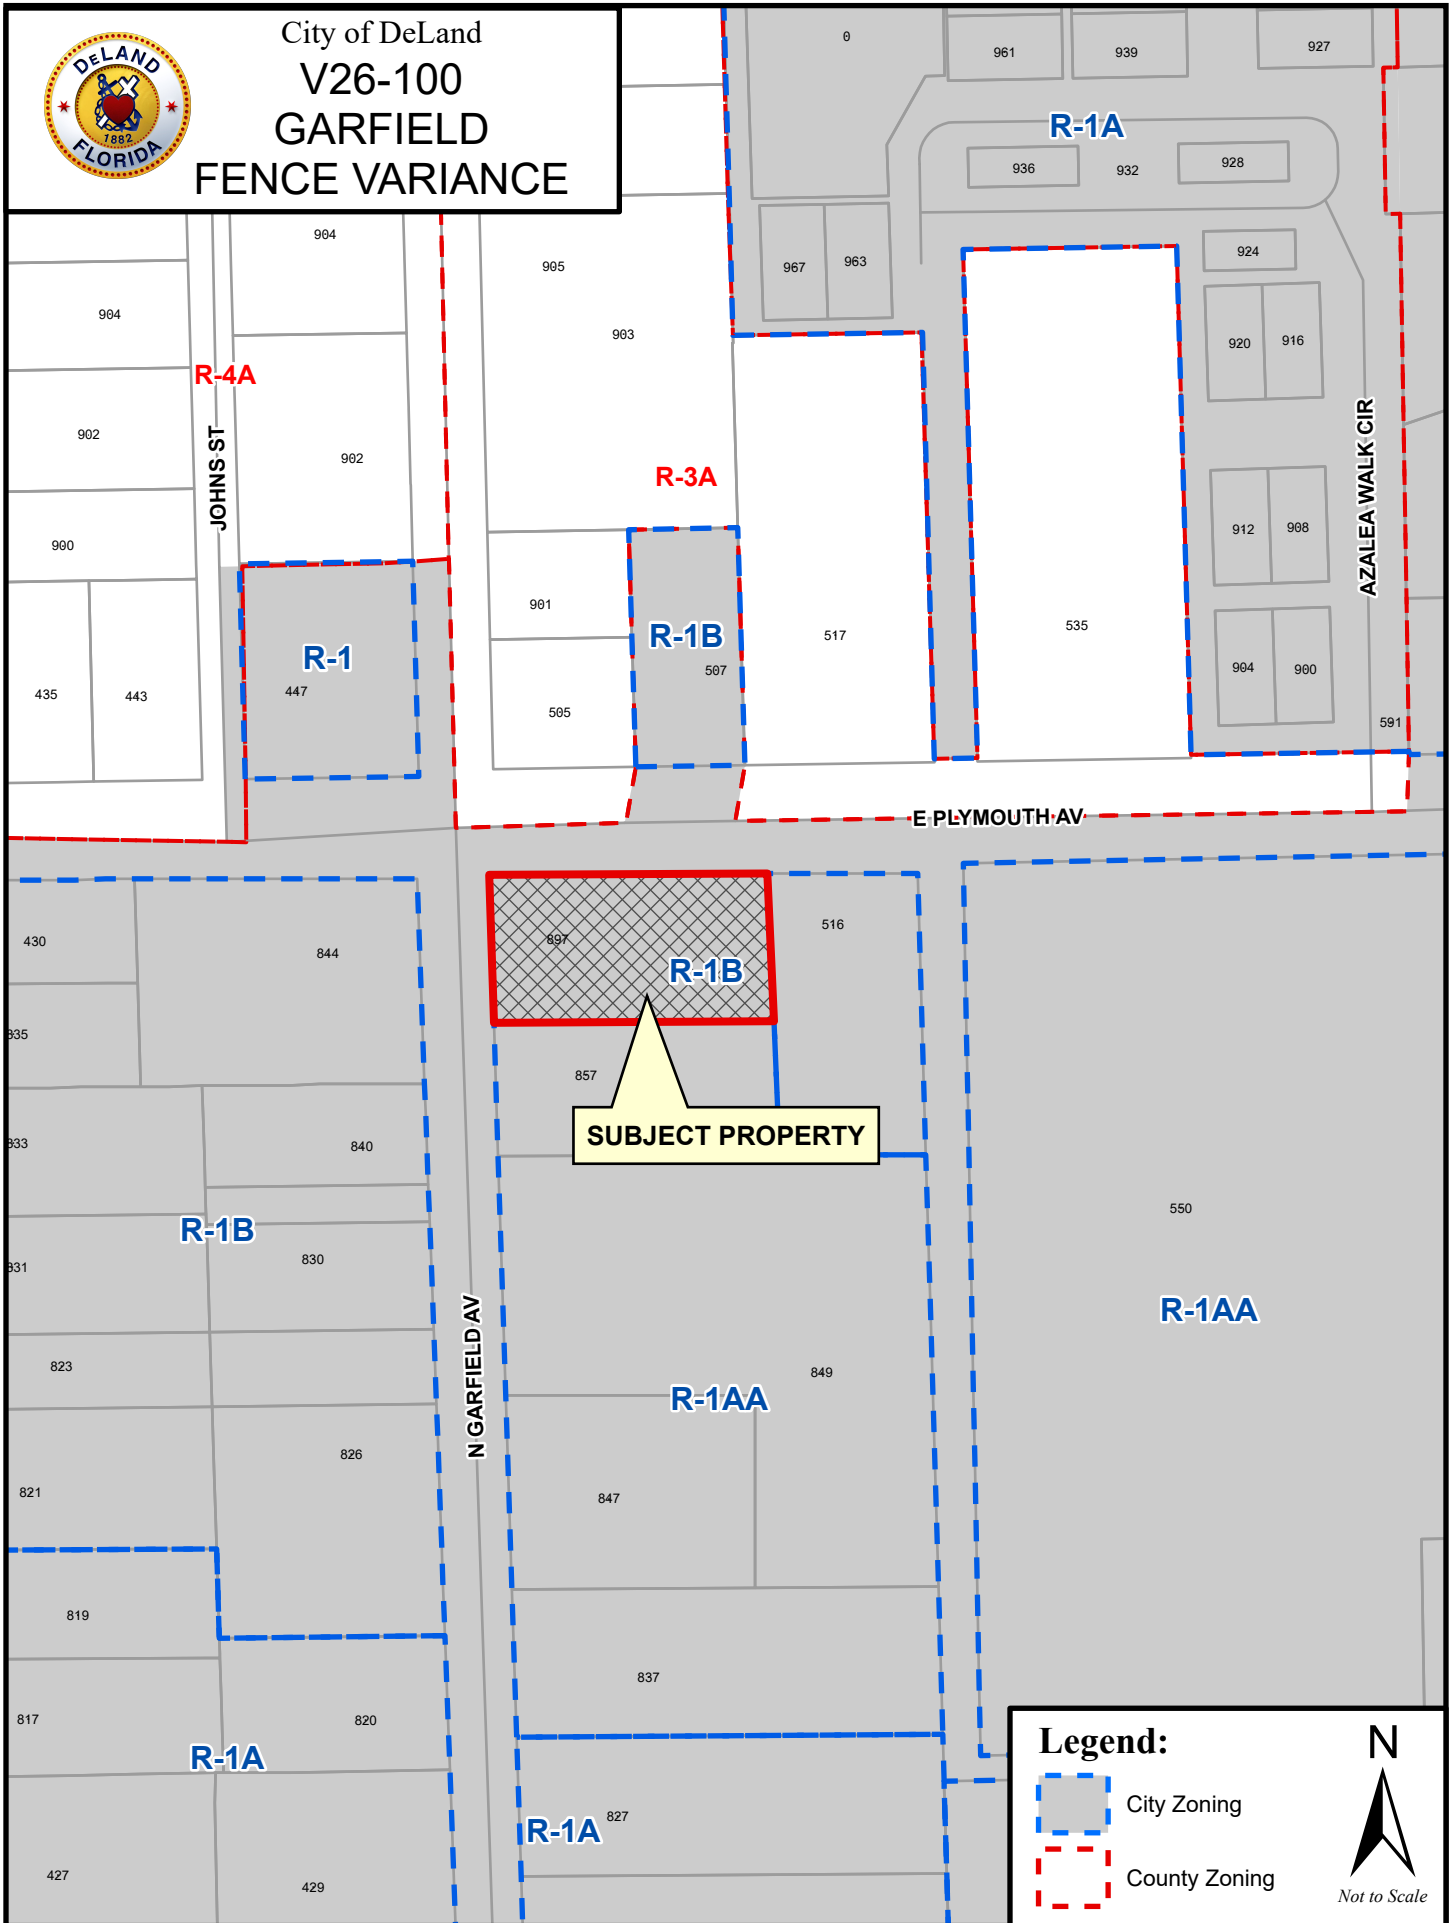 City of DeLand
V26-100
GARFIELD
FENCE VARIANCE
DELAND
1882
FLORIDA
0
961
939
927
R-1A
936
932
928
904
905
967
963
924
904
903
920
916
R-4A
902
902
JOHNS ST
R-3A
AZALEA WALK CIR
900
912
908
901
R-1B
517
535
R-1
507
904
900
435
443
447
505
591
E PLYMOUTH AV
430
844
897
R-1B
516
835
857
SUBJECT PROPERTY
833
840
550
R-1B
831
830
N GARFIELD AV
R-1AA
823
849
R-1AA
826
821
847
819
837
817
820
R-1A
827
R-1A
427
429
Legend:
N
City Zoning
County Zoning
Not to Scale